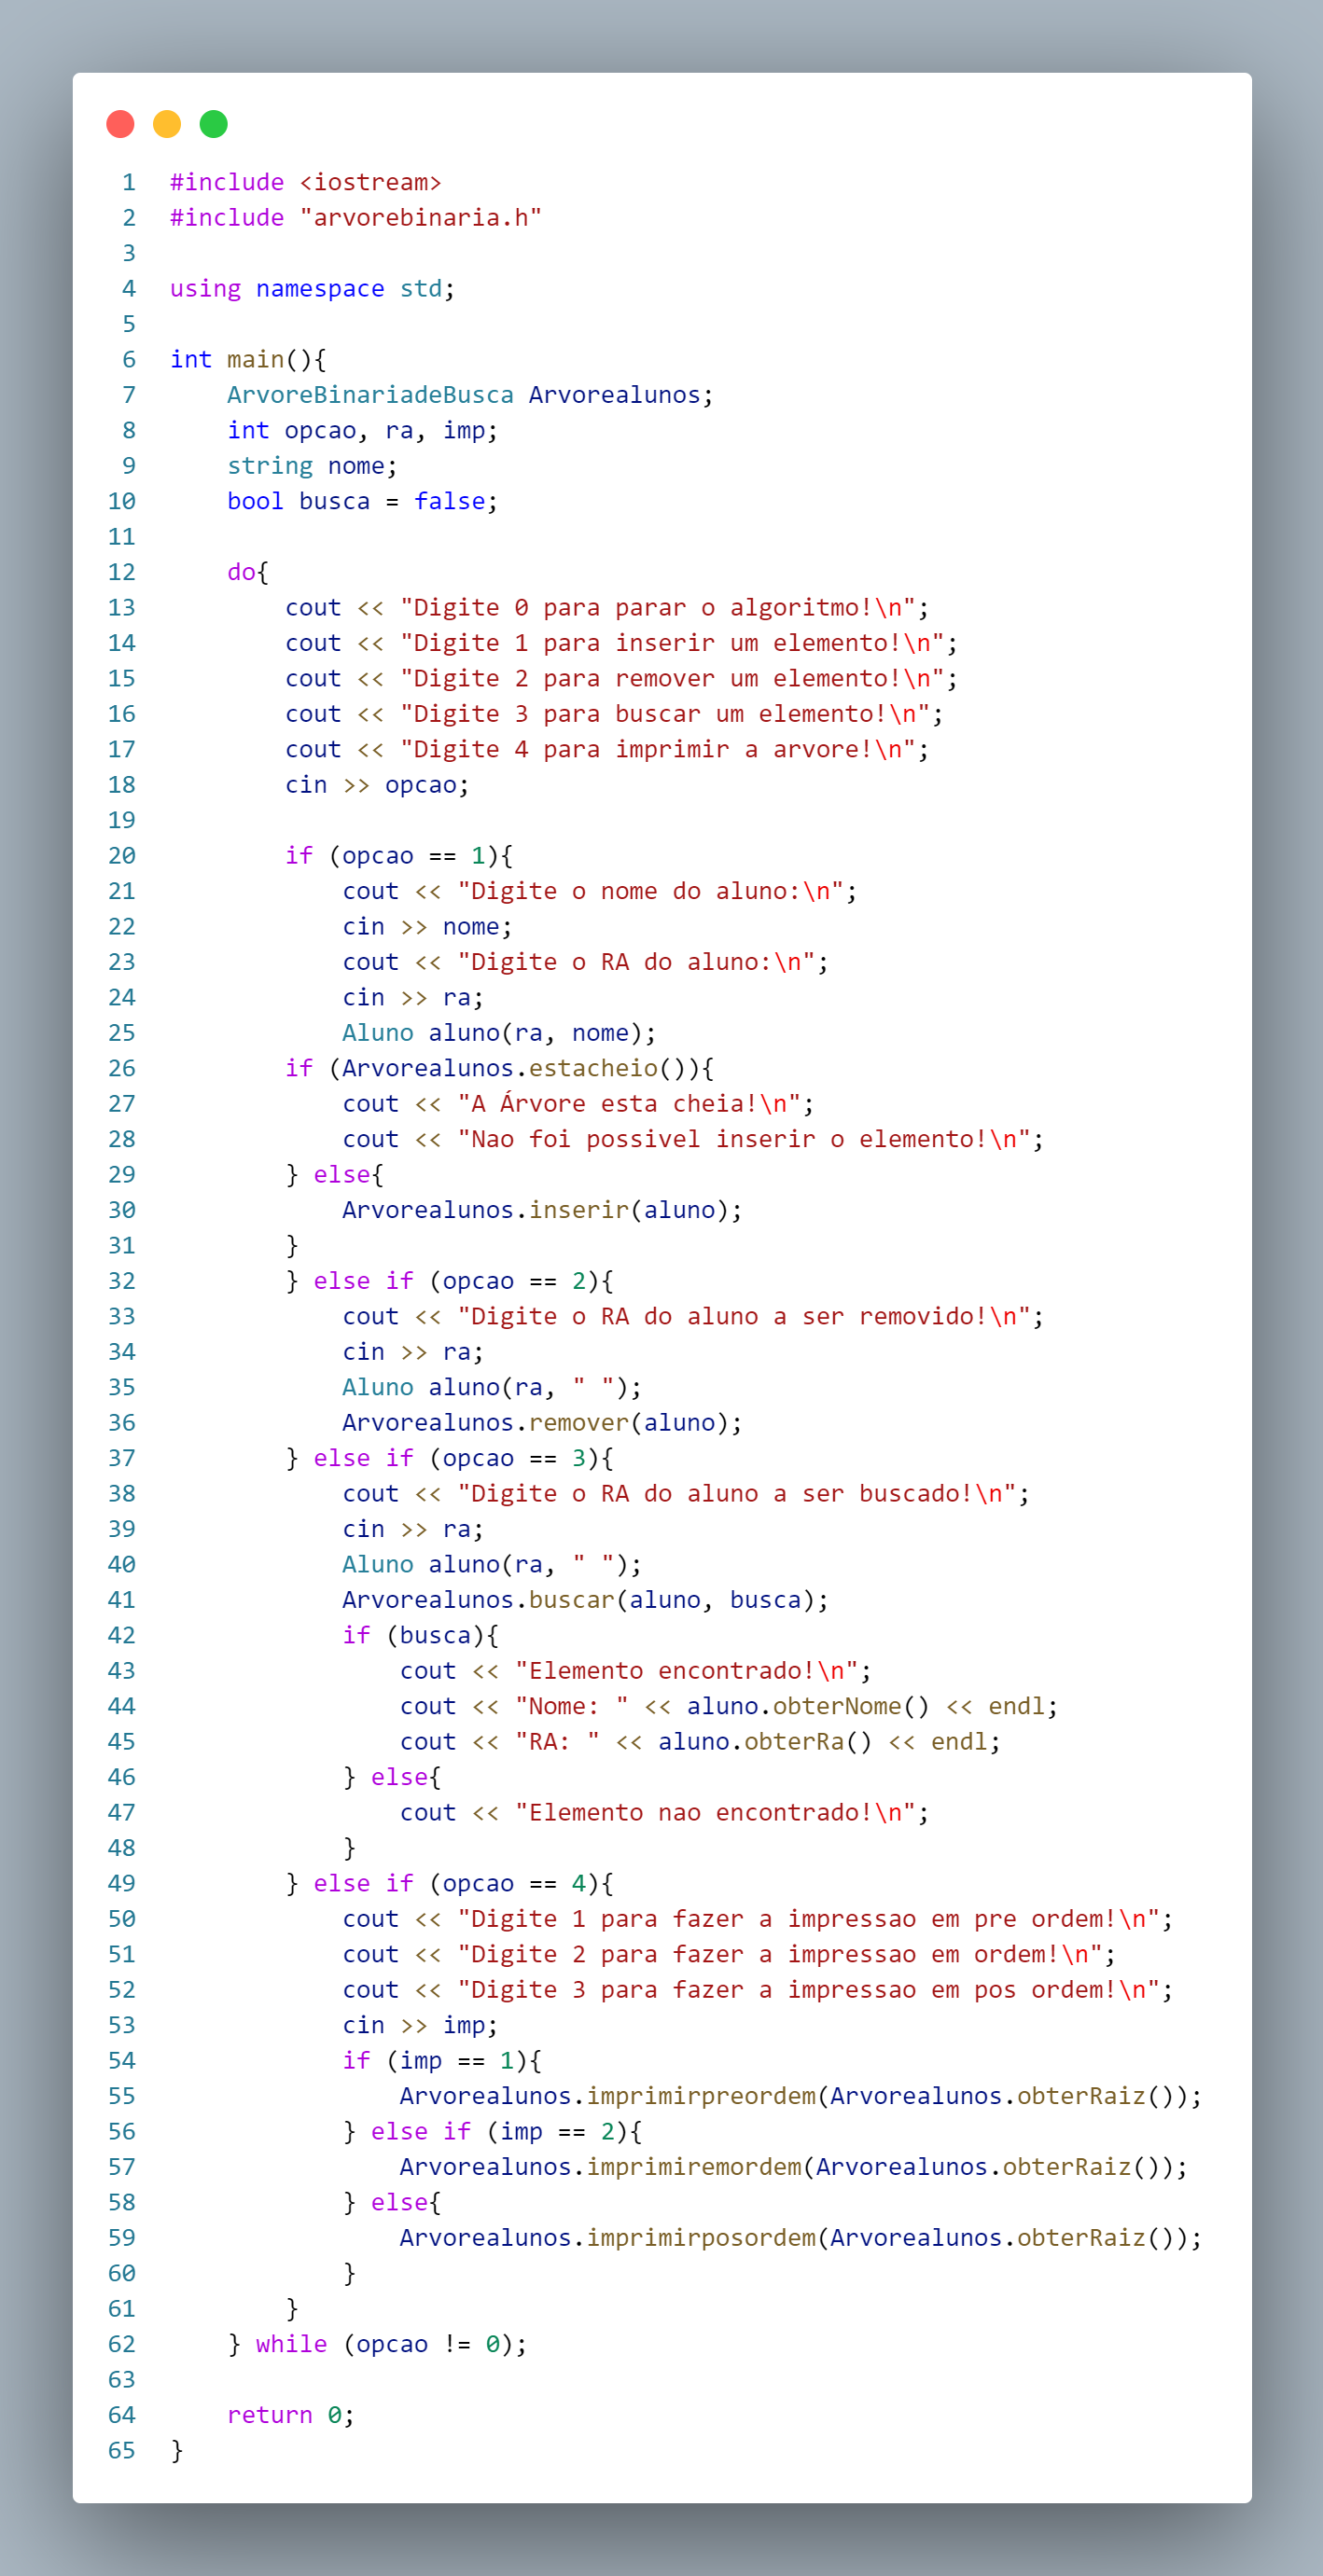 1 #include <iostream>
2 #include "arvorebinaria.h"
3
4 using namespace std;
5
6 int main(){
7     ArvoreBinariadeBusca Arvorealunos;
8     int opcao, ra, imp;
9     string nome;
10     bool busca = false;
11
12     do{
13         cout << "Digite 0 para parar o algoritmo!\n";
14         cout << "Digite 1 para inserir um elemento!\n";
15         cout << "Digite 2 para remover um elemento!\n";
16         cout << "Digite 3 para buscar um elemento!\n";
17         cout << "Digite 4 para imprimir a arvore!\n";
18         cin >> opcao;
19
20         if (opcao == 1){
21             cout << "Digite o nome do aluno:\n";
22             cin >> nome;
23             cout << "Digite o RA do aluno:\n";
24             cin >> ra;
25             Aluno aluno(ra, nome);
26         if (Arvorealunos.estacheio()){
27             cout << "A Árvore esta cheia!\n";
28             cout << "Nao foi possivel inserir o elemento!\n";
29         } else{
30             Arvorealunos.inserir(aluno);
31         }
32         } else if (opcao == 2){
33             cout << "Digite o RA do aluno a ser removido!\n";
34             cin >> ra;
35             Aluno aluno(ra, " ");
36             Arvorealunos.remover(aluno);
37         } else if (opcao == 3){
38             cout << "Digite o RA do aluno a ser buscado!\n";
39             cin >> ra;
40             Aluno aluno(ra, " ");
41             Arvorealunos.buscar(aluno, busca);
42             if (busca){
43                 cout << "Elemento encontrado!\n";
44                 cout << "Nome: " << aluno.obterNome() << endl;
45                 cout << "RA: " << aluno.obterRa() << endl;
46             } else{
47                 cout << "Elemento nao encontrado!\n";
48             }
49         } else if (opcao == 4){
50             cout << "Digite 1 para fazer a impressao em pre ordem!\n";
51             cout << "Digite 2 para fazer a impressao em ordem!\n";
52             cout << "Digite 3 para fazer a impressao em pos ordem!\n";
53             cin >> imp;
54             if (imp == 1){
55                 Arvorealunos.imprimirpreordem(Arvorealunos.obterRaiz());
56             } else if (imp == 2){
57                 Arvorealunos.imprimiremordem(Arvorealunos.obterRaiz());
58             } else{
59                 Arvorealunos.imprimirposordem(Arvorealunos.obterRaiz());
60             }
61         }
62     } while (opcao != 0);
63
64     return 0;
65 }